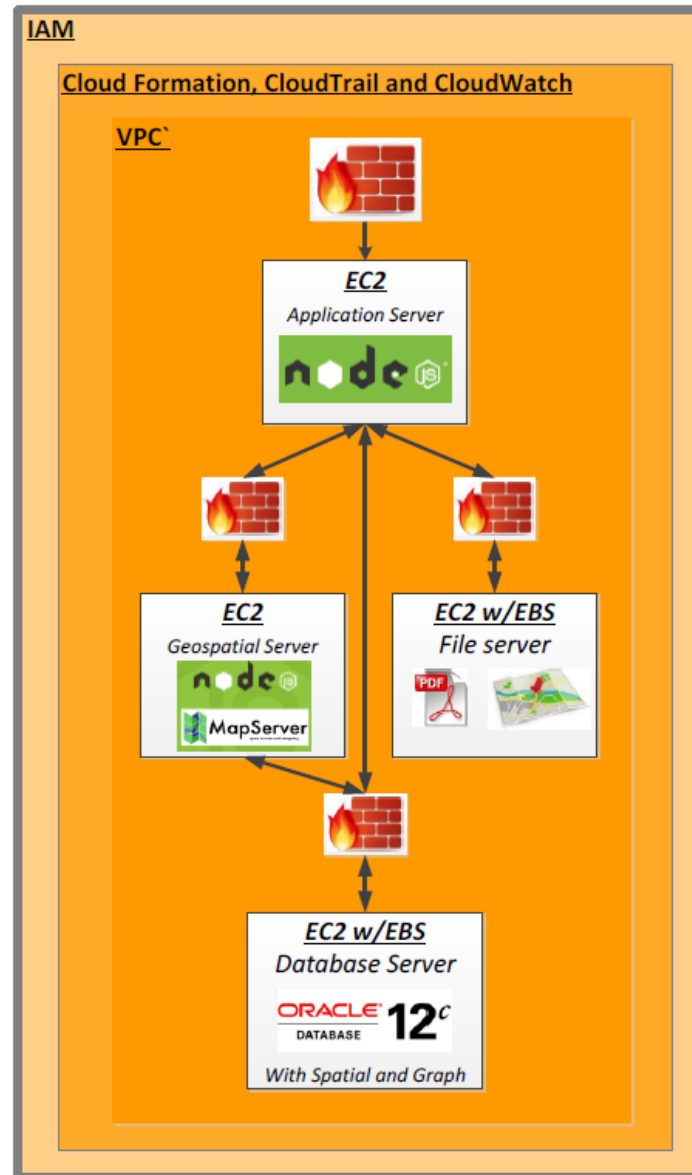 IAM
Cloud Formation, CloudTrail and CloudWatch
VPC`
EC2
Application Server
node JS
EC2
Geospatial Server
node JS
MapServer
EC2 w/EBS
File server
PDF
EC2 w/EBS
Database Server
ORACLE®
DATABASE
12c
With Spatial and Graph